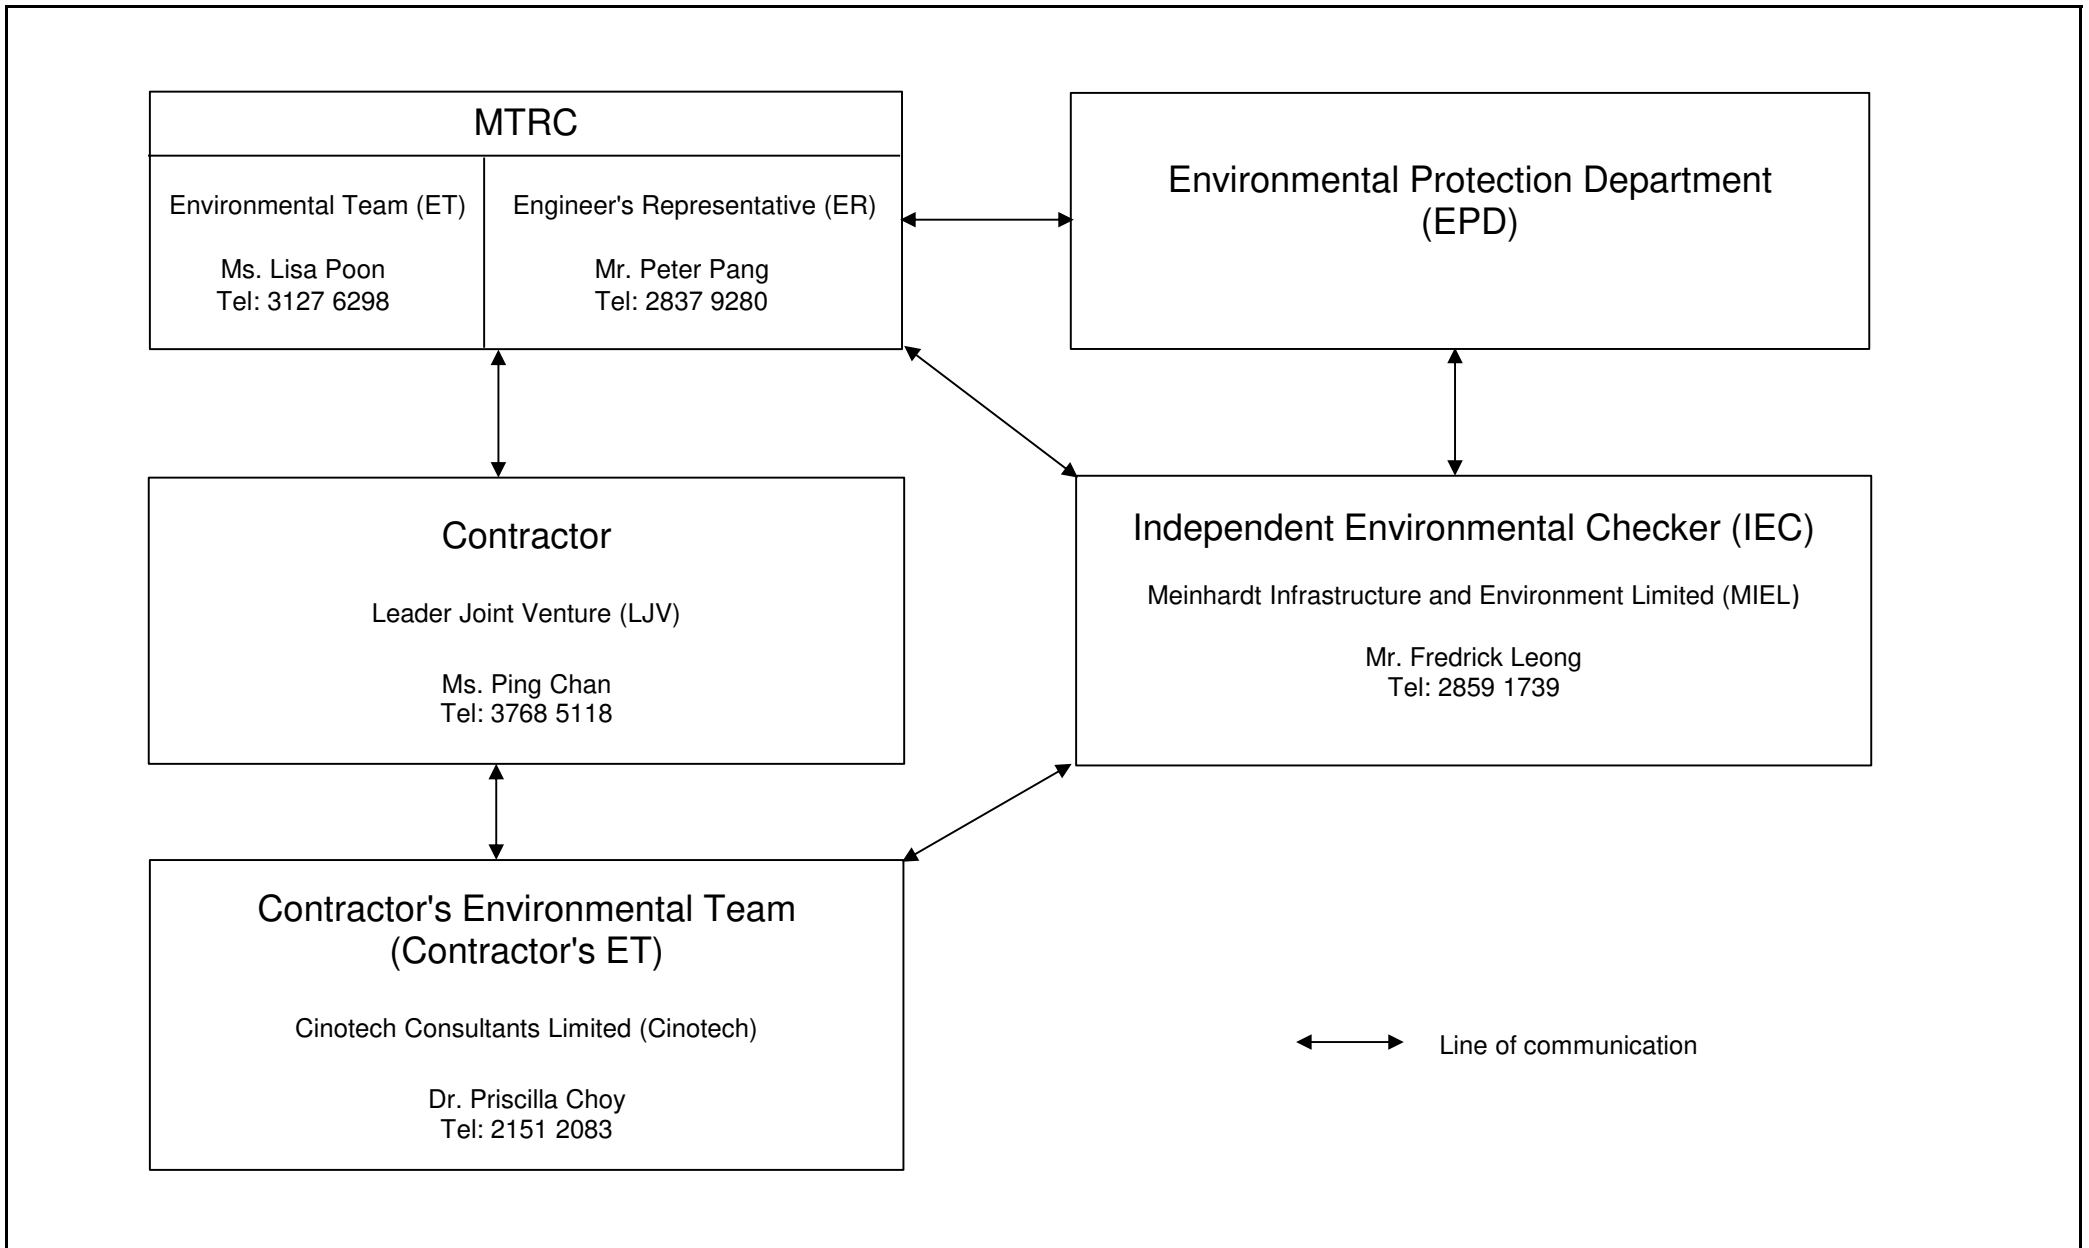 MTRC
Environmental Team (ET)
Ms. Lisa Poon
Tel: 3127 6298
Engineer's Representative (ER)
Mr. Peter Pang
Tel: 2837 9280
Environmental Protection Department
(EPD)
Contractor
Leader Joint Venture (LJV)
Ms. Ping Chan
Tel: 3768 5118
Independent Environmental Checker (IEC)
Meinhardt Infrastructure and Environment Limited (MIEL)
Mr. Fredrick Leong
Tel: 2859 1739
Contractor's Environmental Team
(Contractor's ET)
Cinotech Consultants Limited (Cinotech)
Dr. Priscilla Choy
Tel: 2151 2083
Line of communication